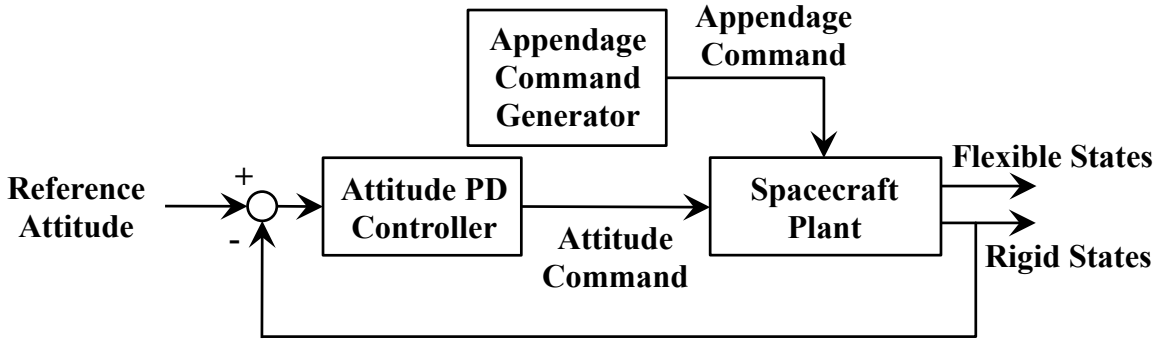 Appendage
Command
Generator
Appendage
Command
Reference
Attitude
+
-
Attitude PD
Controller
Attitude
Command
Spacecraft
Plant
Flexible States
Rigid States